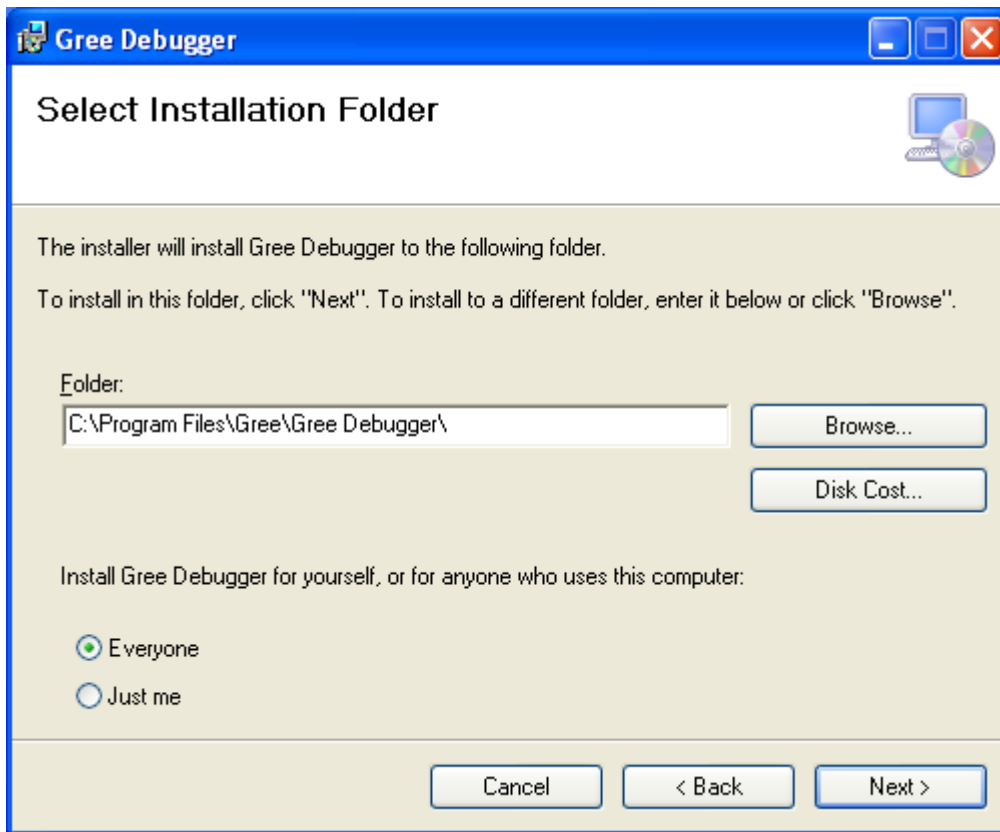 Gree Debugger
Select Installation Folder
The installer will install Gree Debugger to the following folder.
To install in this folder, click "Next". To install to a different folder, enter it below or click "Browse".
Folder:
C:\Program Files\Gree\Gree Debugger\
Browse...
Disk Cost...
Install Gree Debugger for yourself, or for anyone who uses this computer:
Everyone
Just me
Cancel
< Back
Next >